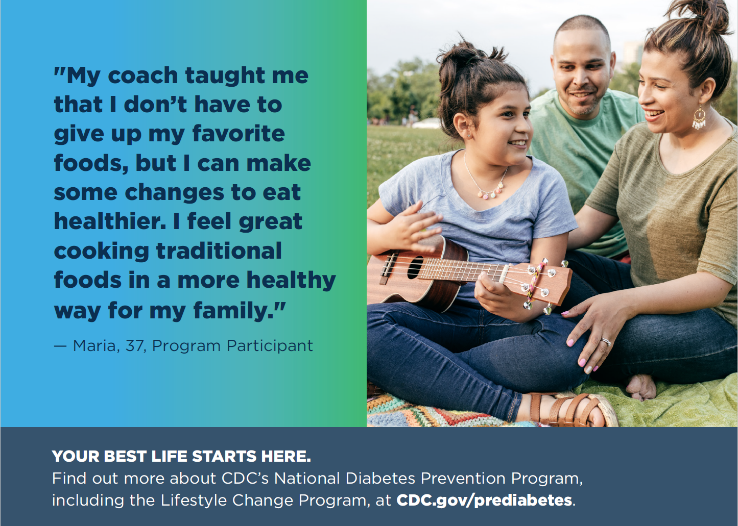 "My coach taught me
that I don’t have to
give up my favorite
foods, but I can make
some changes to eat
healthier. I feel great
cooking traditional
foods in a more healthy
way for my family."
— Maria, 37, Program Participant
YOUR BEST LIFE STARTS HERE.
Find out more about CDC’s National Diabetes Prevention Program,
including the Lifestyle Change Program, at CDC.gov/prediabetes.